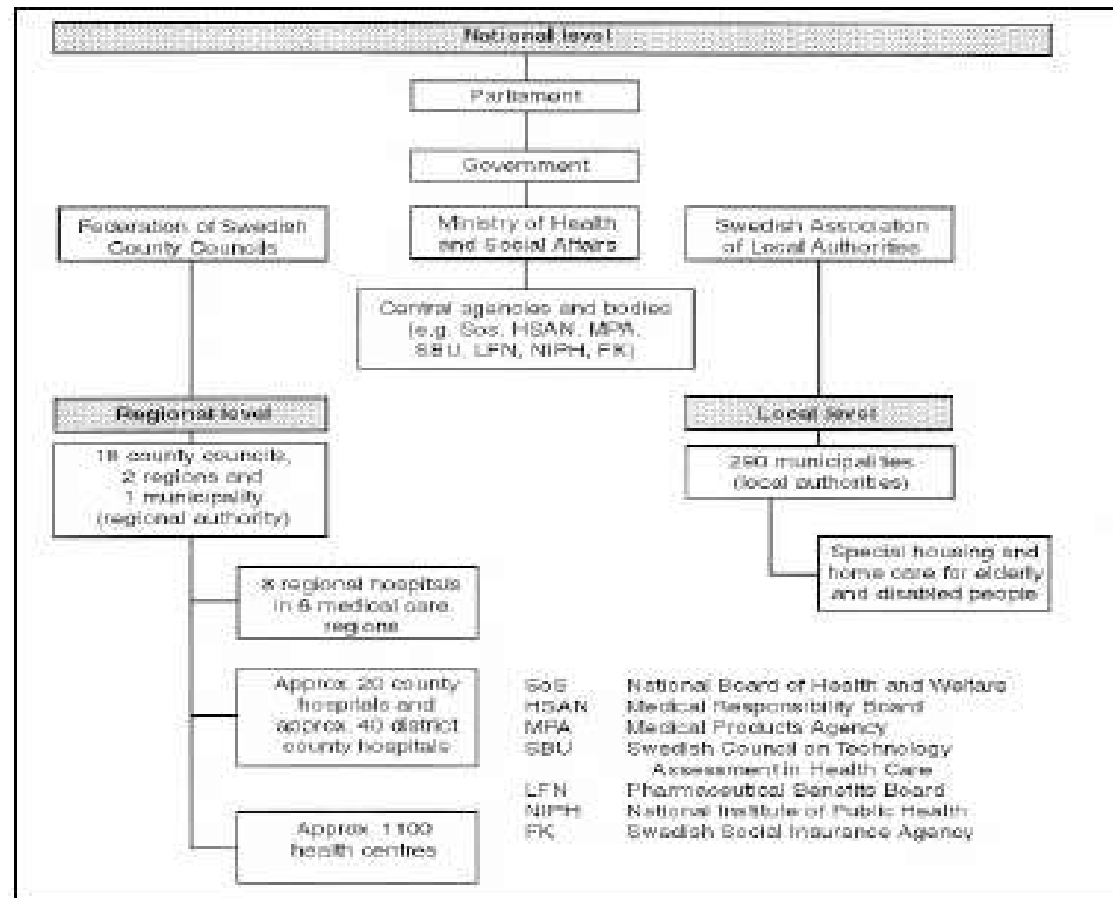 National level
Parliament
Government
Federation of Swedish
County Councils
Ministry of Health
and Social Affairs
Swedish Association
of Local Authorities
Central agencies and bodies
(e.g. Sos, HSAN, MPA,
SBU, LFN, NIPH, FK)
Regional level
18 county councils,
2 regions and
1 municipality
(regional authority)
Local level
290 municipalities
(local authorities)
Special housing and
home care for elderly
and disabled people
8 regional hospitals
in 6 medical care
regions
Approx. 20 county
hospitals and
approx. 40 district
county hospitals
Approx. 1100
health centres
SoS National Board of Health and Welfare
HSAN Medical Responsibility Board
MPA Medical Products Agency
SBU Swedish Council on Technology
Assessment in Health Care
LFN Pharmaceutical Benefits Board
NIPH National Institute of Public Health
FK Swedish Social Insurance Agency